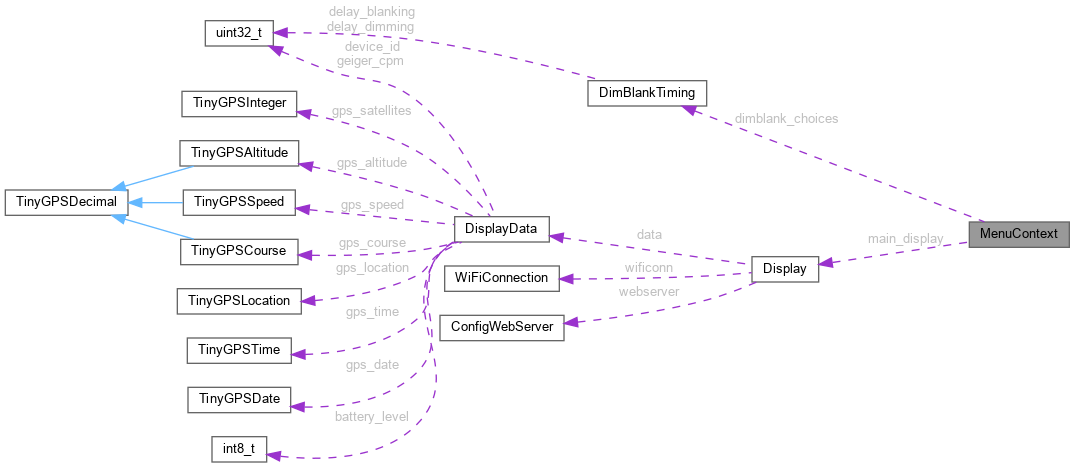 delay_blanking
delay_dimming
uint32_t
device_id
geiger_cpm
DimBlankTiming
TinyGPSInteger
gps_satellites
dimblank_choices
TinyGPSAltitude
gps_altitude
TinyGPSDecimal
TinyGPSSpeed
gps_speed
DisplayData
MenuContext
data
main_display
TinyGPSCourse
gps_course
gps_location
WiFiConnection
wificonn
Display
webserver
TinyGPSLocation
gps_time
ConfigWebServer
TinyGPSTime
gps_date
TinyGPSDate
battery_level
int8_t